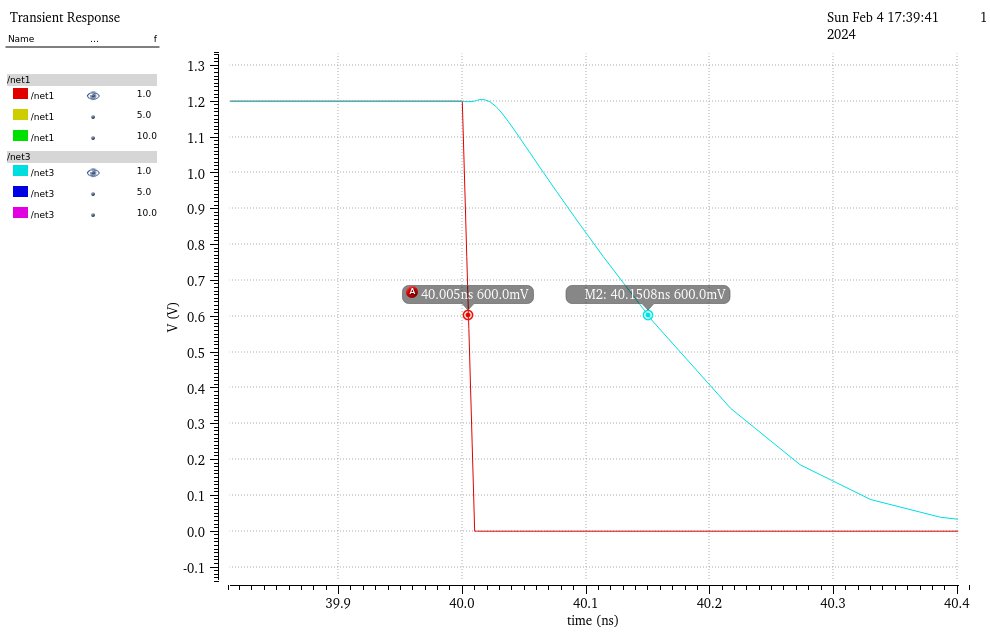 Transient Response
Sun Feb 4 17:39:41 1
2024
Name ... f
/net1
/net1 1.0
/net1 5.0
/net1 10.0
/net3
/net3 1.0
/net3 5.0
/net3 10.0
1.3
1.2
1.1
1.0
0.9
0.8
0.7
A 40.005ns 600.0mV M2: 40.1508ns 600.0mV
V (V)
0.6
0.5
0.4
0.3
0.2
0.1
0.0
-0.1
39.9 40.0 40.1 40.2 40.3 40.4
time (ns)